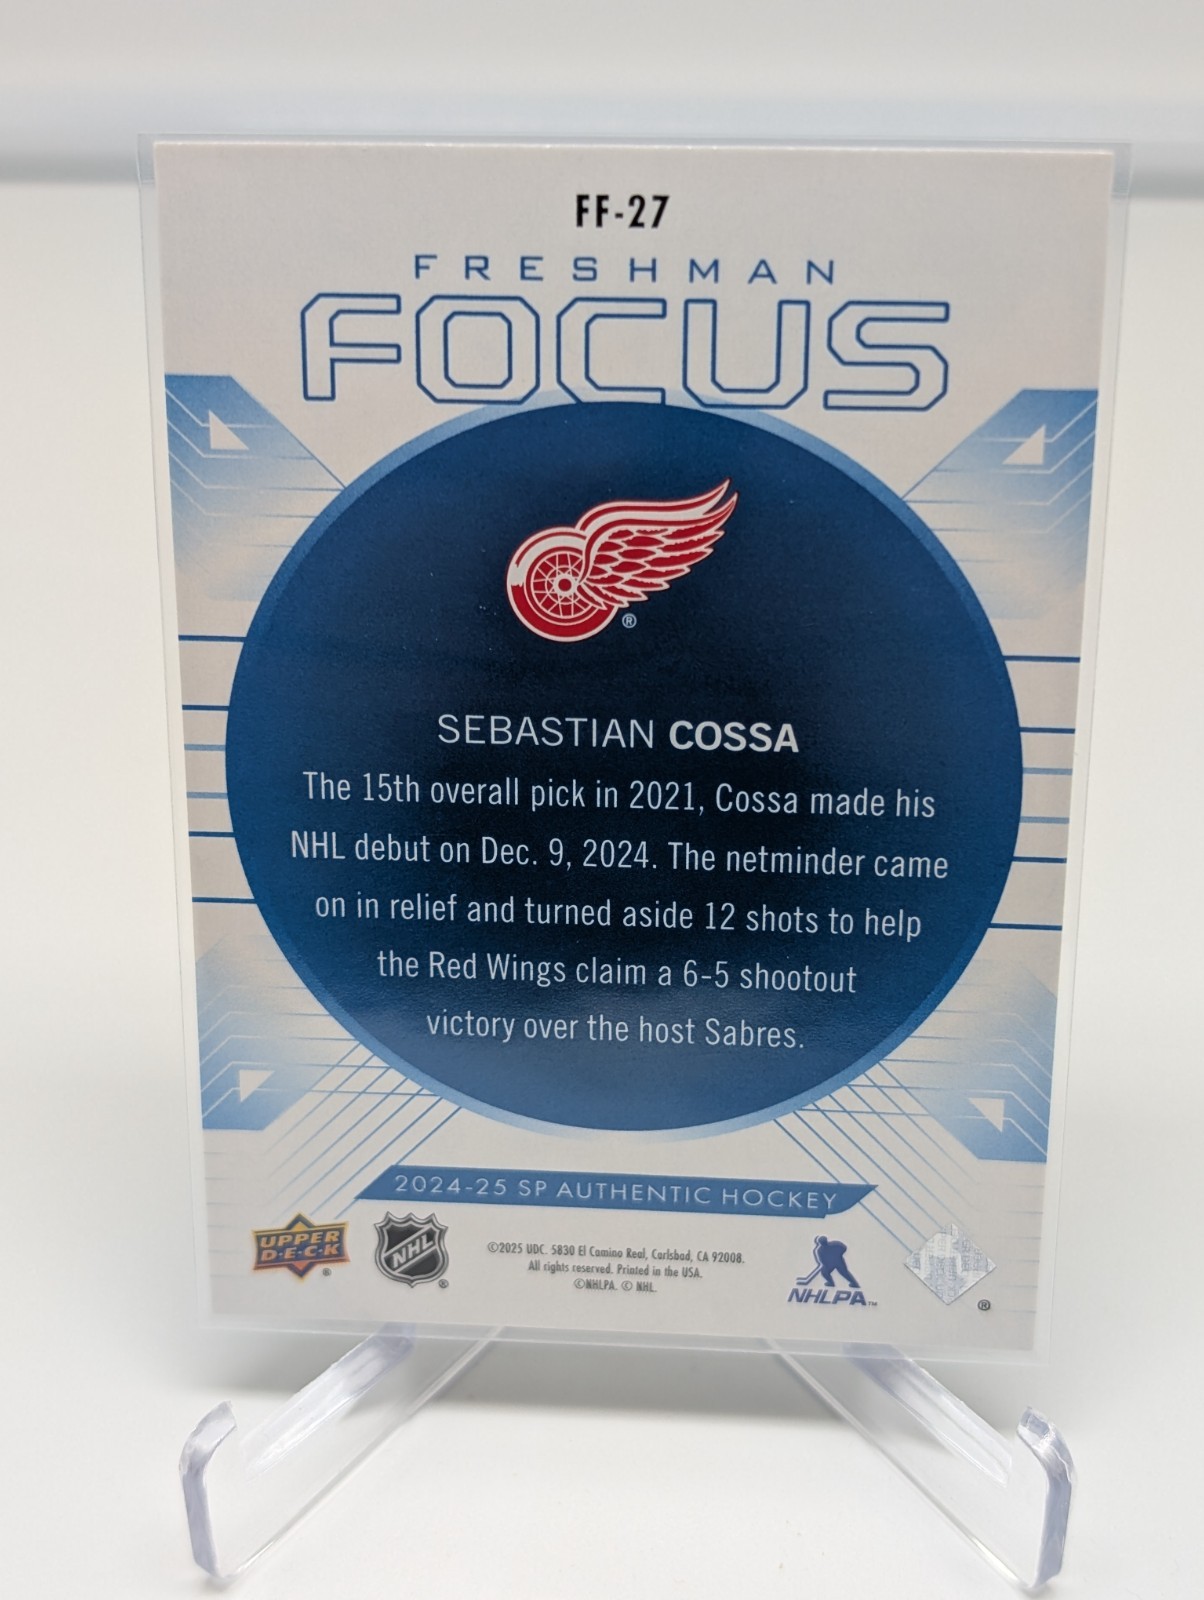 FF-27
FRESHMAN
FOCUS
®
SEBASTIAN COSSA
The 15th overall pick in 2021, Cossa made his
NHL debut on Dec. 9, 2024. The netminder came
on in relief and turned aside 12 shots to help
the Red Wings claim a 6-5 shootout
victory over the host Sabres.
2024-25 SP AUTHENTIC HOCKEY
UPPER
D·E·C·K
®
NHL
®
©2025 UDC. 5830 El Camino Real, Carlsbad, CA 92008.
All rights reserved. Printed in the USA.
©NHLPA. © NHL.
NHLPA™
®